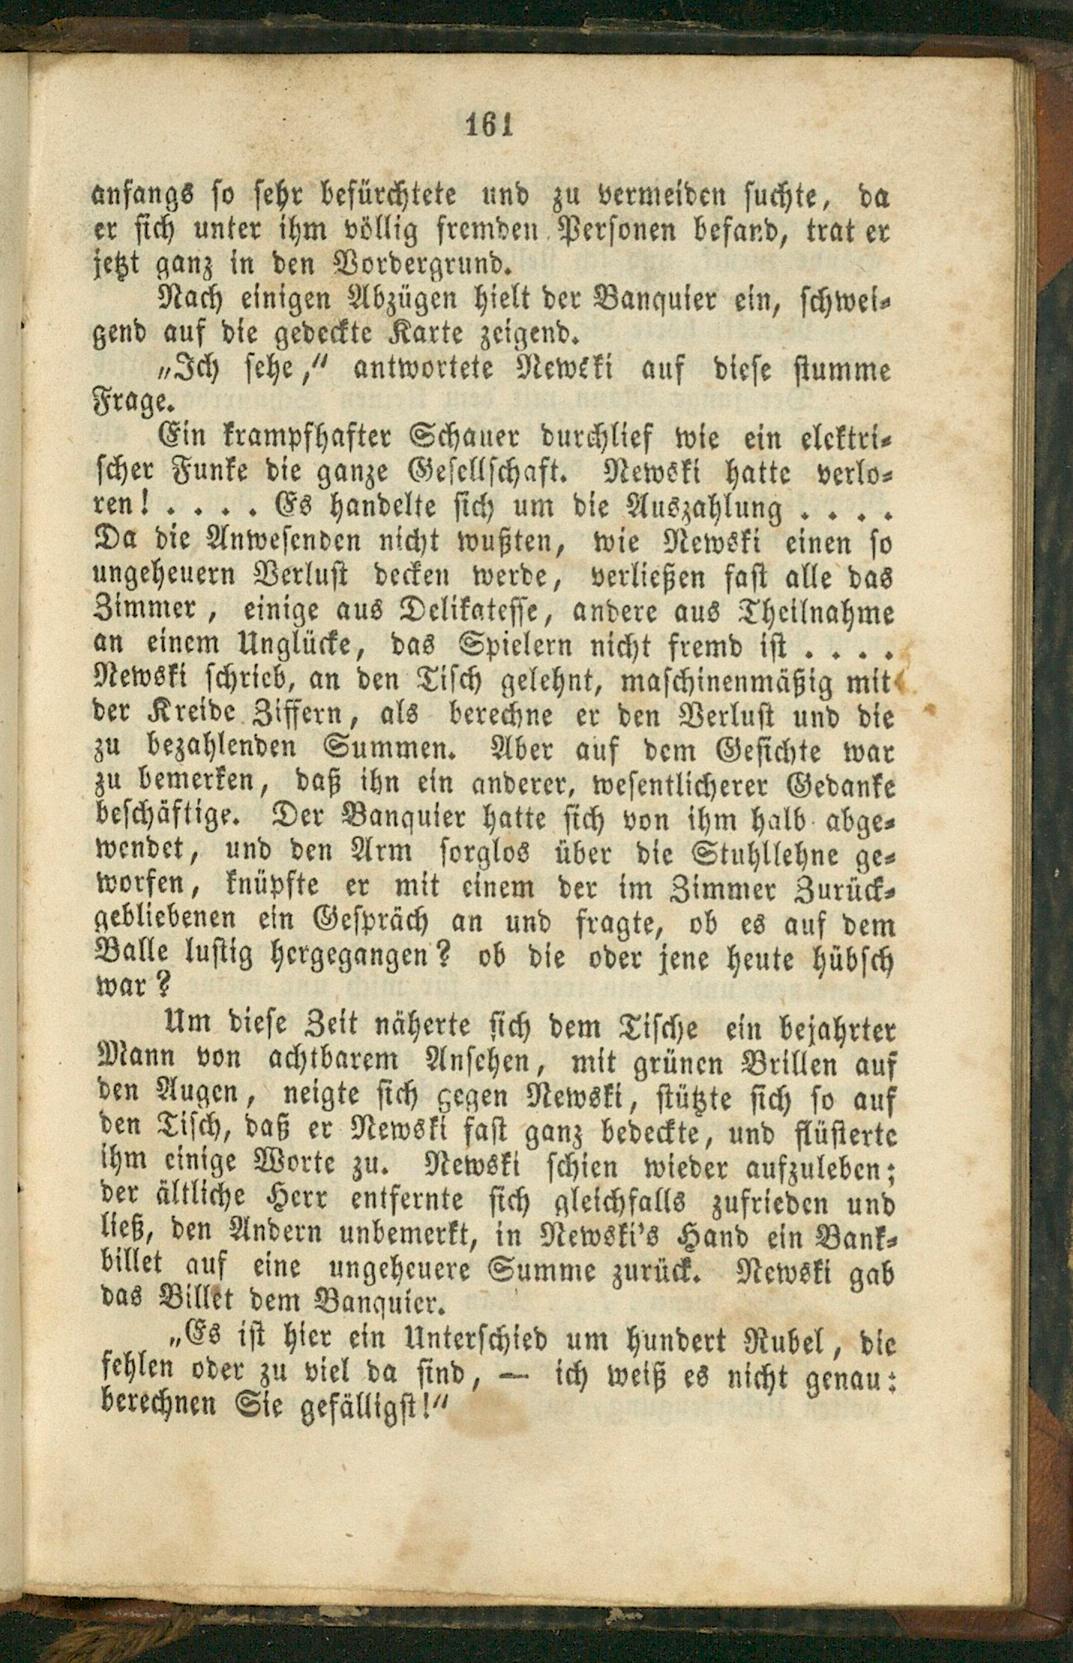 161
anfangs so sehr befürchtete und zu vermeiden suchte, da
er sich unter ihm völlig fremden Personen befand, trat er
jetzt ganz in den Vordergrund.
Nach einigen Abzügen hielt der Banquier ein, schwei-
gend auf die gedeckte Karte zeigend.
„Ich sehe,“ antwortete Newski auf diese stumme
Frage.
Ein krampfhafter Schauer durchlief wie ein elektri-
scher Funke die ganze Gesellschaft. Newski hatte verlo-
ren! . . . . Es handelte sich um die Auszahlung . . . .
Da die Anwesenden nicht wußten, wie Newski einen so
ungeheuern Verlust decken werde, verließen fast alle das
Zimmer, einige aus Delikatesse, andere aus Theilnahme
an einem Unglücke, das Spielern nicht fremd ist . . . .
Newski schrieb, an den Tisch gelehnt, maschinenmäßig mit
der Kreide Ziffern, als berechne er den Verlust und die
zu bezahlenden Summen. Aber auf dem Gesichte war
zu bemerken, daß ihn ein anderer, wesentlicherer Gedanke
beschäftige. Der Banquier hatte sich von ihm halb abge-
wendet, und den Arm sorglos über die Stuhllehne ge-
worfen, knüpfte er mit einem der im Zimmer Zurück-
gebliebenen ein Gespräch an und fragte, ob es auf dem
Balle lustig hergegangen? ob die oder jene heute hübsch
war?
Um diese Zeit näherte sich dem Tische ein bejahrter
Mann von achtbarem Ansehen, mit grünen Brillen auf
den Augen, neigte sich gegen Newski, stützte sich so auf
den Tisch, daß er Newski fast ganz bedeckte, und flüsterte
ihm einige Worte zu. Newski schien wieder aufzuleben;
der ältliche Herr entfernte sich gleichfalls zufrieden und
ließ, den Andern unbemerkt, in Newski's Hand ein Bank-
billet auf eine ungeheuere Summe zurück. Newski gab
das Billet dem Banquier.
„Es ist hier ein Unterschied um hundert Rubel, die
fehlen oder zu viel da sind, — ich weiß es nicht genau:
berechnen Sie gefälligst!“